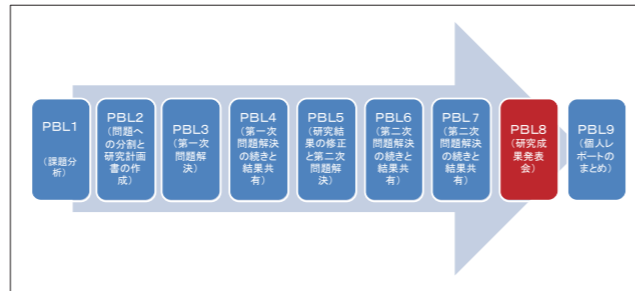 PBL1
(課題分
析)
PBL2
(問題へ
の分割と
研究計画
書の作
成)
PBL3
(第一次
問題解
決)
PBL4
(第一次
問題解決
の続きと
結果共
有)
PBL5
(研究結
果の修正
と第二次
問題解
決)
PBL6
(第二次
問題解決
の続きと
結果共
有)
PBL7
(第二次
問題解決
の続きと
結果共
有)
PBL8
(研究成
果発表
会)
PBL9
(個人レ
ポートの
まとめ)